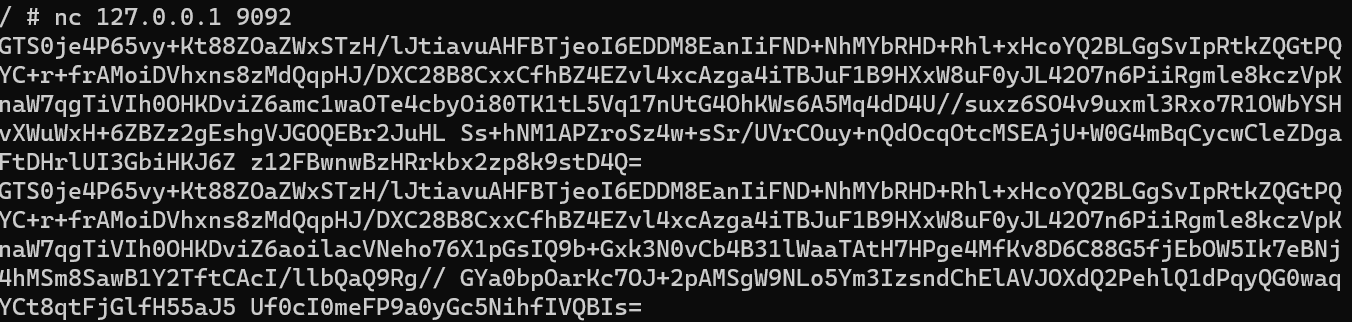 / # nc 127.0.0.1 9092
GTS0je4P65vy+Kt88ZOaZWxSTzH/lJtiavuAHFBTjeoI6EDDM8EanIiFND+NhMYbRHD+Rhl+xHcoYQ2BLGgSvIpRtkZQGtPQ
YC+r+frAMoiDVhxns8zMdQqpHJ/DXC28B8CxxCfhBZ4EZvl4xcAzga4iTBJuF1B9HXxW8uF0yJL42O7n6PiiRgmle8kczVpK
naW7qgTiVIh0OHKDviZ6amc1waOTe4cbyOi80TK1tL5Vq17nUtG4OhKWs6A5Mq4dD4U//suxz6SO4v9uxml3Rxo7R1OWbYSH
vXWuWxH+6ZBZz2gEshgVJGOQEBr2JuHL Ss+hNM1APZroSz4w+sSr/UVrCOuy+nQdOcqOtcMSEAjU+W0G4mBqCycwCleZDga
FtDHrlUI3GbiHKJ6Z z12FBwnwBzHRrkbx2zp8k9stD4Q=
GTS0je4P65vy+Kt88ZOaZWxSTzH/lJtiavuAHFBTjeoI6EDDM8EanIiFND+NhMYbRHD+Rhl+xHcoYQ2BLGgSvIpRtkZQGtPQ
YC+r+frAMoiDVhxns8zMdQqpHJ/DXC28B8CxxCfhBZ4EZvl4xcAzga4iTBJuF1B9HXxW8uF0yJL42O7n6PiiRgmle8kczVpK
naW7qgTiVIh0OHKDviZ6aoilacVNeho76X1pGsIQ9b+Gxk3N0vCb4B31lWaaTAtH7HPge4MfKv8D6C88G5fjEbOW5Ik7eBNj
4hMSm8SawB1Y2TftCAcI/llbQaQ9Rg// GYa0bpOarKc7OJ+2pAMSgW9NLo5Ym3IzsndChElAVJOXdQ2PehlQ1dPqyQG0waq
YCt8qtFjGlfH55aJ5 Uf0cI0meFP9a0yGc5NihfIVQBIs=